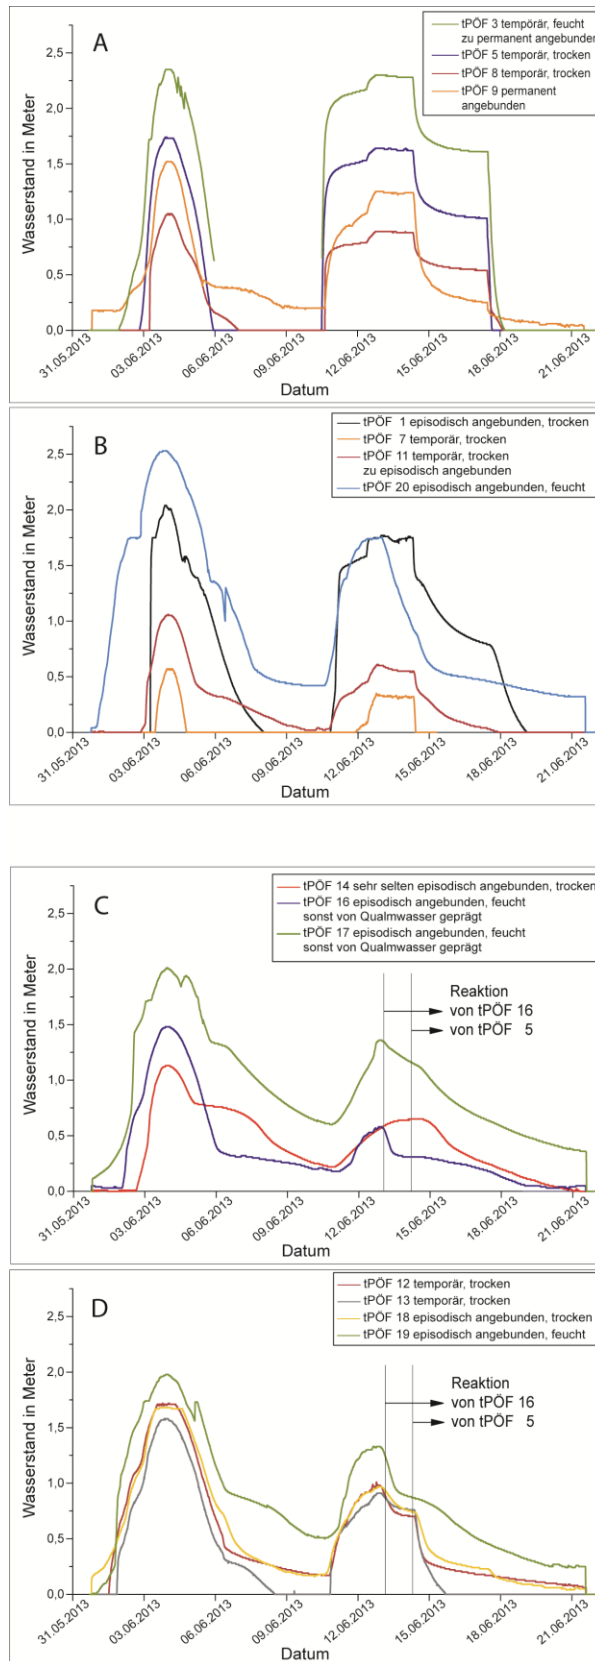 A
tPÖF 3 tempörär, feucht
zu permanent angebunden
tPÖF 5 temporär, trocken
tPÖF 8 temporär, trocken
tPÖF 9 permanent
angebunden
Wasserstand in Meter
2,5
2,0
1,5
1,0
0,5
0,0
31.05.2013
03.06.2013
06.06.2013
09.06.2013
12.06.2013
15.06.2013
18.06.2013
21.06.2013
Datum
B
tPÖF 1 episodisch angebunden, trocken
tPÖF 7 temporär, trocken
tPÖF 11 temporär, trocken
zu episodisch angebunden
tPÖF 20 episodisch angebunden, feucht
Wasserstand in Meter
2,5
2,0
1,5
1,0
0,5
0,0
31.05.2013
03.06.2013
06.06.2013
09.06.2013
12.06.2013
15.06.2013
18.06.2013
21.06.2013
Datum
C
tPÖF 14 sehr selten episodisch angebunden, trocken
tPÖF 16 episodisch angebunden, feucht
sonst von Qualmwasser geprägt
tPÖF 17 episodisch angebunden, feucht
sonst von Qualmwasser geprägt
Reaktion
von tPÖF 16
von tPÖF 5
Wasserstand in Meter
2,5
2,0
1,5
1,0
0,5
0,0
31.05.2013
03.06.2013
06.06.2013
09.06.2013
12.06.2013
15.06.2013
18.06.2013
21.06.2013
Datum
D
tPÖF 12 temporär, trocken
tPÖF 13 temporär, trocken
tPÖF 18 episodisch angebunden, trocken
tPÖF 19 episodisch angebunden, feucht
Reaktion
von tPÖF 16
von tPÖF 5
Wasserstand in Meter
2,5
2,0
1,5
1,0
0,5
0,0
31.05.2013
03.06.2013
06.06.2013
09.06.2013
12.06.2013
15.06.2013
18.06.2013
21.06.2013
Datum